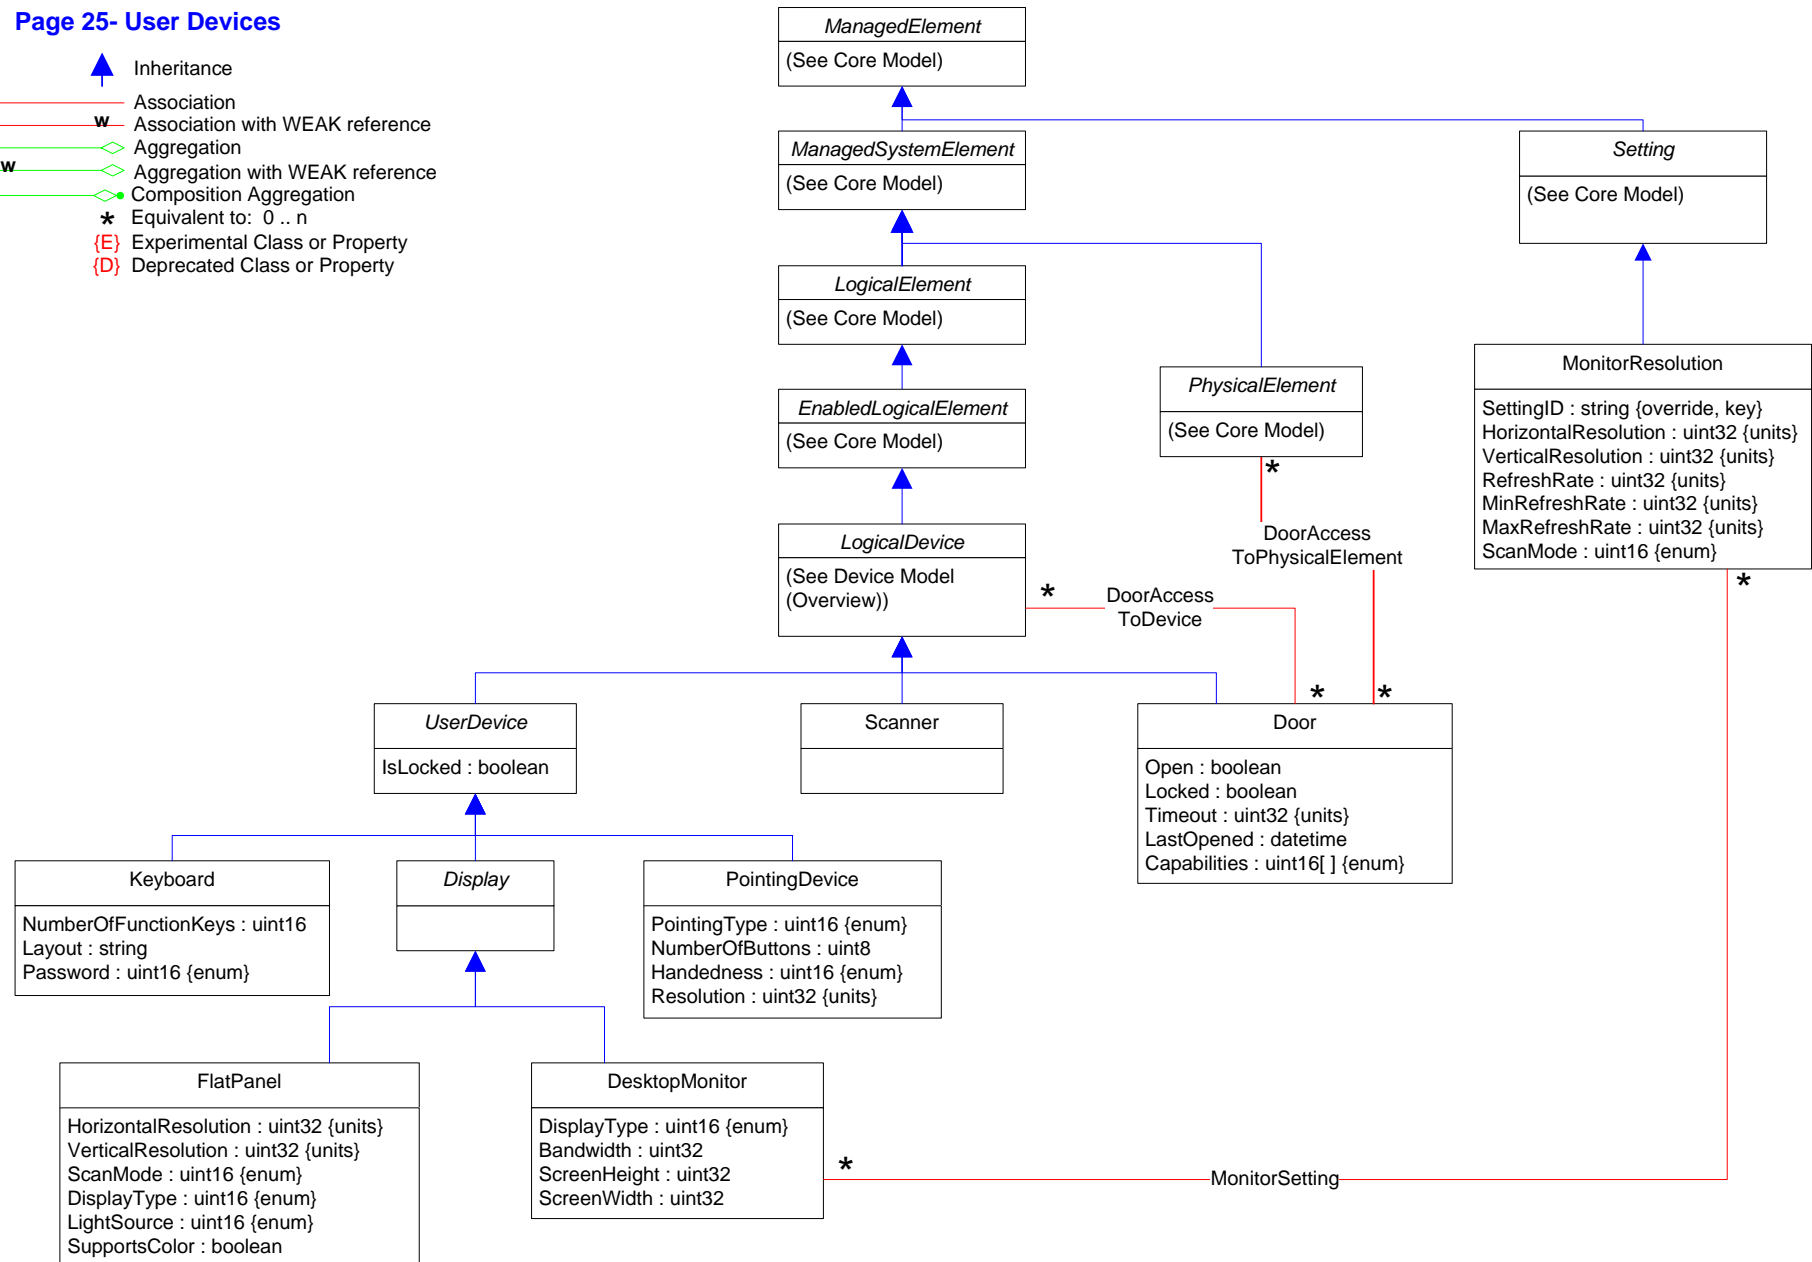 Page 25- User Devices
Inheritance
Association
w Association with WEAK reference
Aggregation
w Aggregation with WEAK reference
Composition Aggregation
* Equivalent to: 0 .. n
{E} Experimental Class or Property
{D} Deprecated Class or Property
ManagedElement
(See Core Model)
ManagedSystemElement
(See Core Model)
Setting
(See Core Model)
LogicalElement
(See Core Model)
EnabledLogicalElement
(See Core Model)
PhysicalElement
(See Core Model)
*
MonitorResolution
SettingID : string {override, key}
HorizontalResolution : uint32 {units}
VerticalResolution : uint32 {units}
RefreshRate : uint32 {units}
MinRefreshRate : uint32 {units}
MaxRefreshRate : uint32 {units}
ScanMode : uint16 {enum}
*
DoorAccess
ToPhysicalElement
*
LogicalDevice
(See Device Model
(Overview))
*
DoorAccess
ToDevice
*
UserDevice
IsLocked : boolean
Scanner
Door
Open : boolean
Locked : boolean
Timeout : uint32 {units}
LastOpened : datetime
Capabilities : uint16[ ] {enum}
Keyboard
NumberOfFunctionKeys : uint16
Layout : string
Password : uint16 {enum}
Display
PointingDevice
PointingType : uint16 {enum}
NumberOfButtons : uint8
Handedness : uint16 {enum}
Resolution : uint32 {units}
FlatPanel
HorizontalResolution : uint32 {units}
VerticalResolution : uint32 {units}
ScanMode : uint16 {enum}
DisplayType : uint16 {enum}
LightSource : uint16 {enum}
SupportsColor : boolean
DesktopMonitor
DisplayType : uint16 {enum}
Bandwidth : uint32
ScreenHeight : uint32
ScreenWidth : uint32
*
MonitorSetting